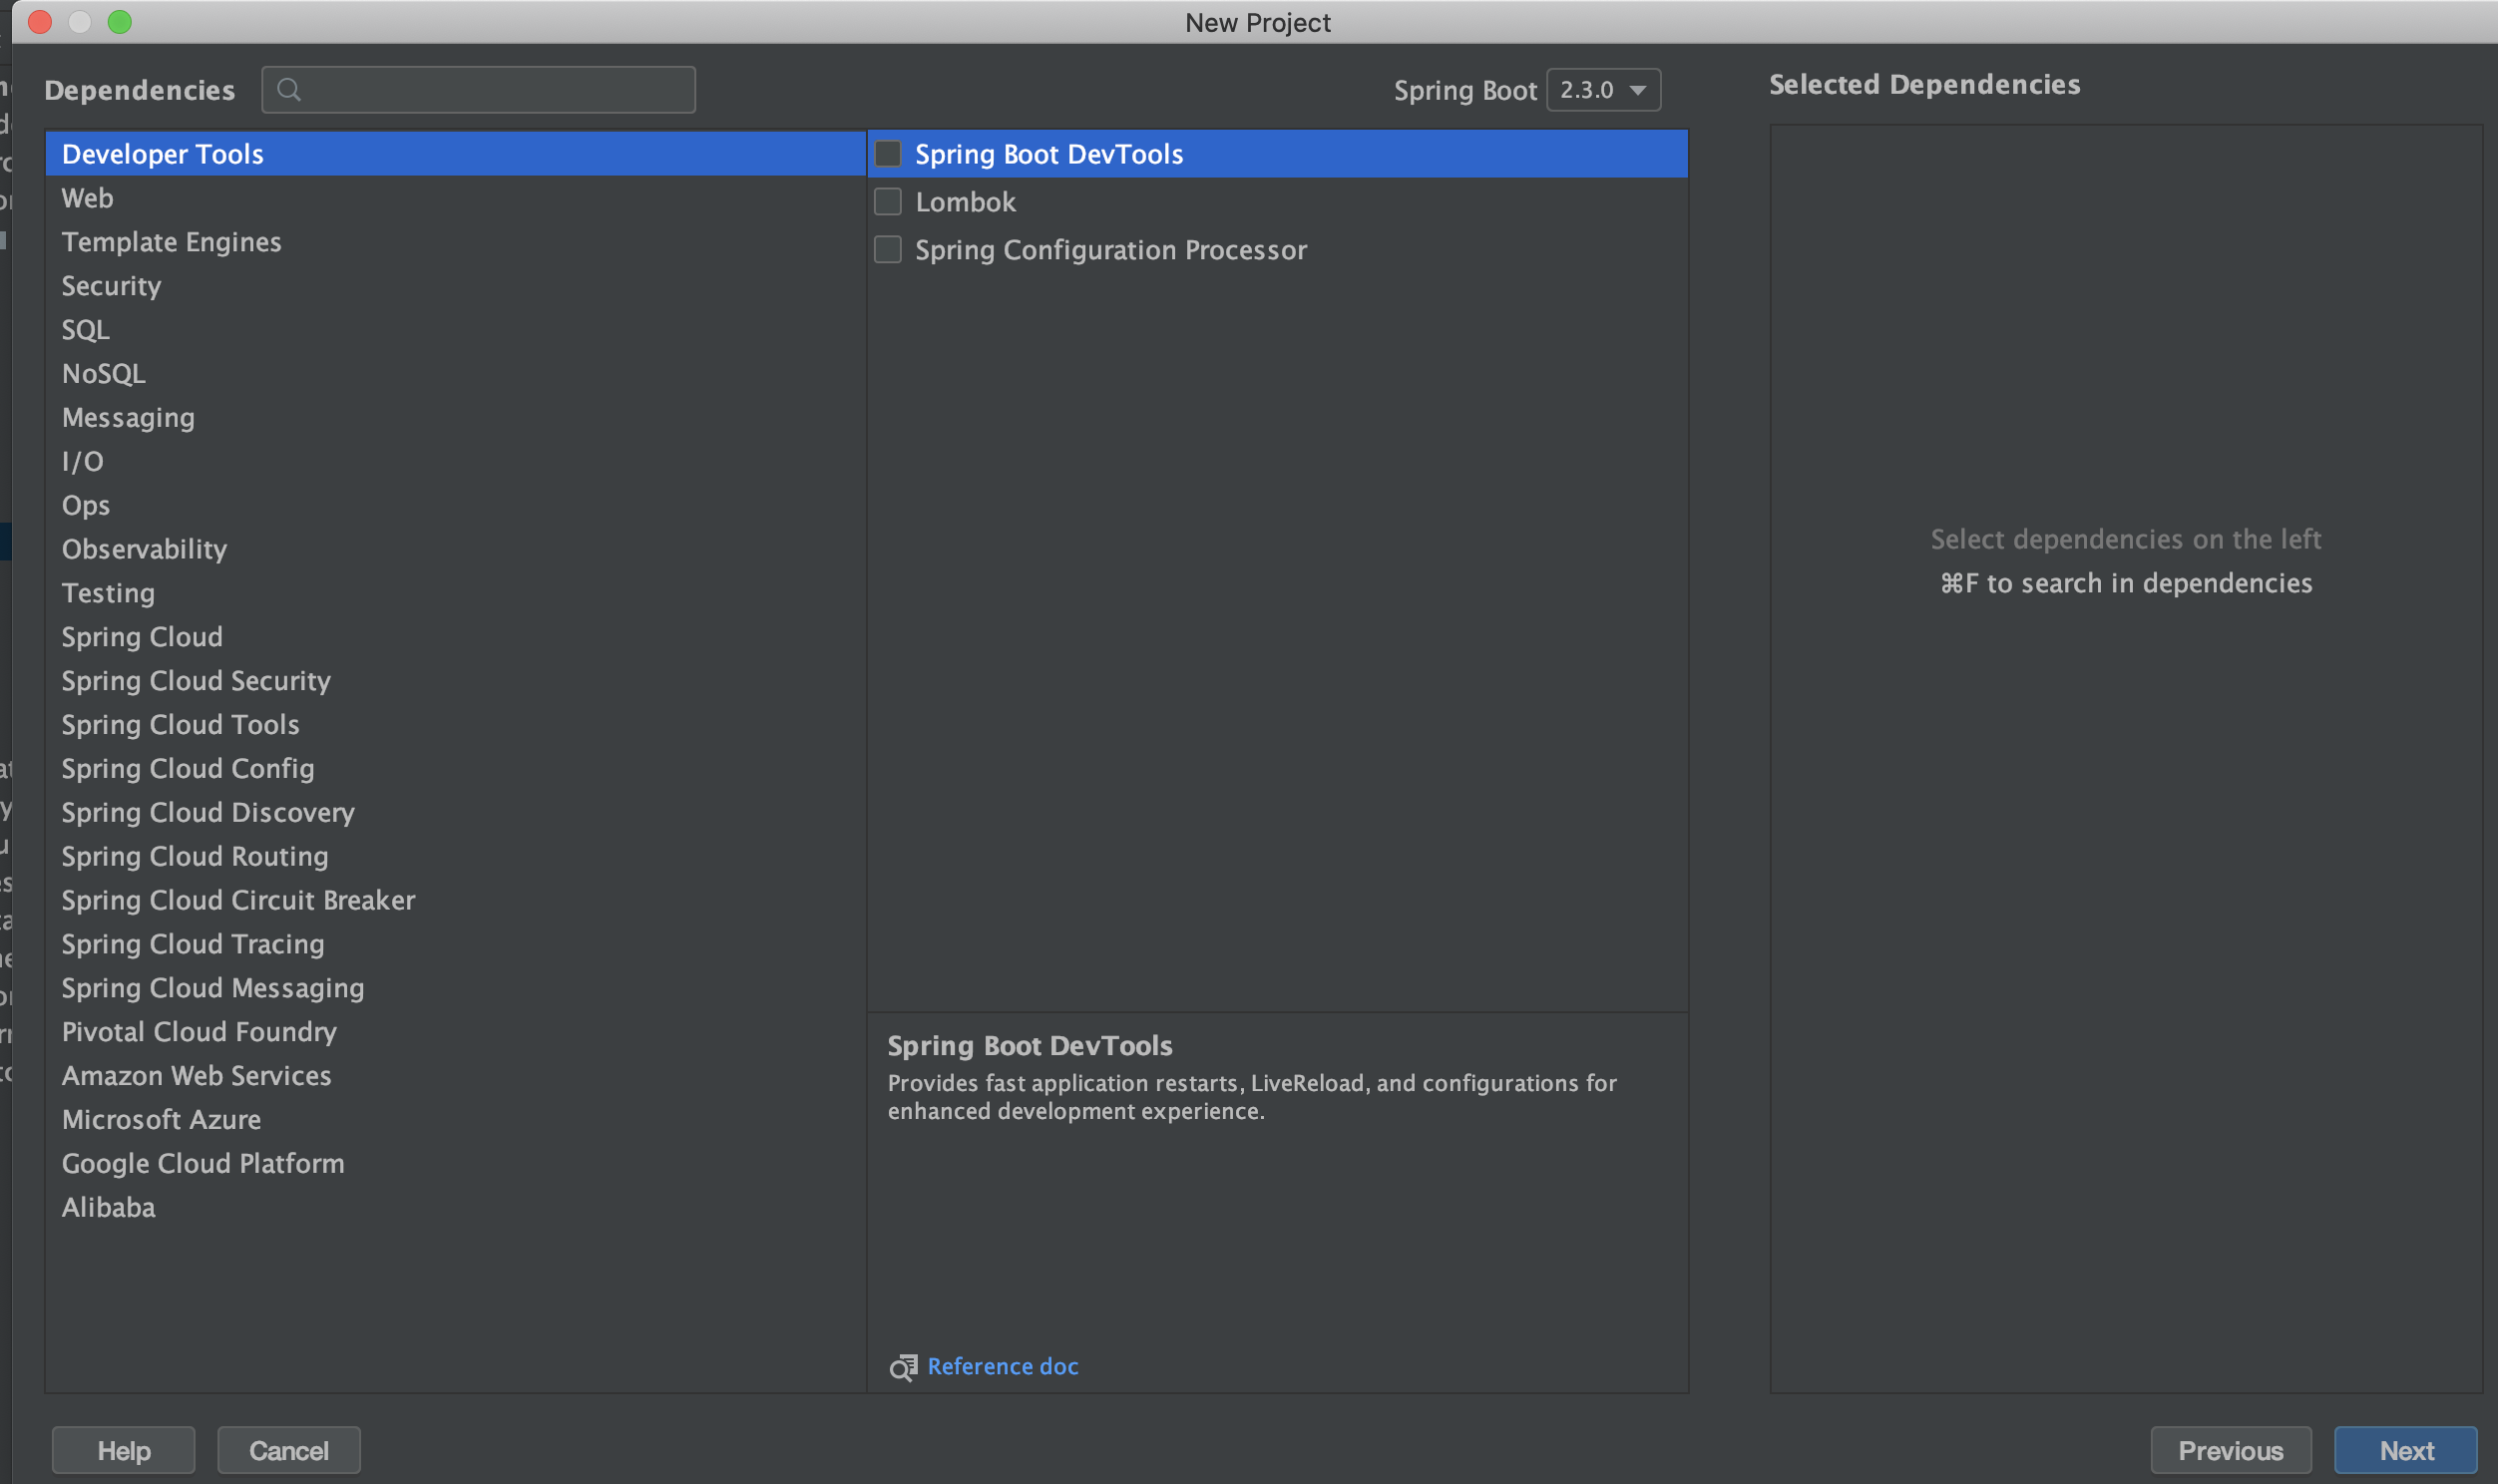 New Project
Dependencies
Spring Boot 2.3.0
Selected Dependencies
Developer Tools
Web
Template Engines
Security
SQL
NoSQL
Messaging
I/O
Ops
Observability
Testing
Spring Cloud
Spring Cloud Security
Spring Cloud Tools
Spring Cloud Config
Spring Cloud Discovery
Spring Cloud Routing
Spring Cloud Circuit Breaker
Spring Cloud Tracing
Spring Cloud Messaging
Pivotal Cloud Foundry
Amazon Web Services
Microsoft Azure
Google Cloud Platform
Alibaba
Spring Boot DevTools
Lombok
Spring Configuration Processor
Spring Boot DevTools
Provides fast application restarts, LiveReload, and configurations for
enhanced development experience.
Reference doc
Select dependencies on the left
⌘F to search in dependencies
Help
Cancel
Previous
Next